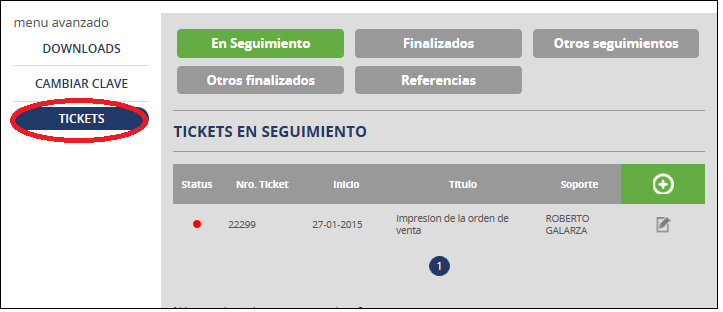 menu avanzado
DOWNLOADS
CAMBIAR CLAVE
TICKETS
En Seguimiento
Finalizados
Otros seguimientos
Otros finalizados
Referencias
TICKETS EN SEGUIMIENTO
Status Nro. Ticket Inicio Título Soporte
22299 27-01-2015 Impresion de la orden de venta ROBERTO GALARZA
1